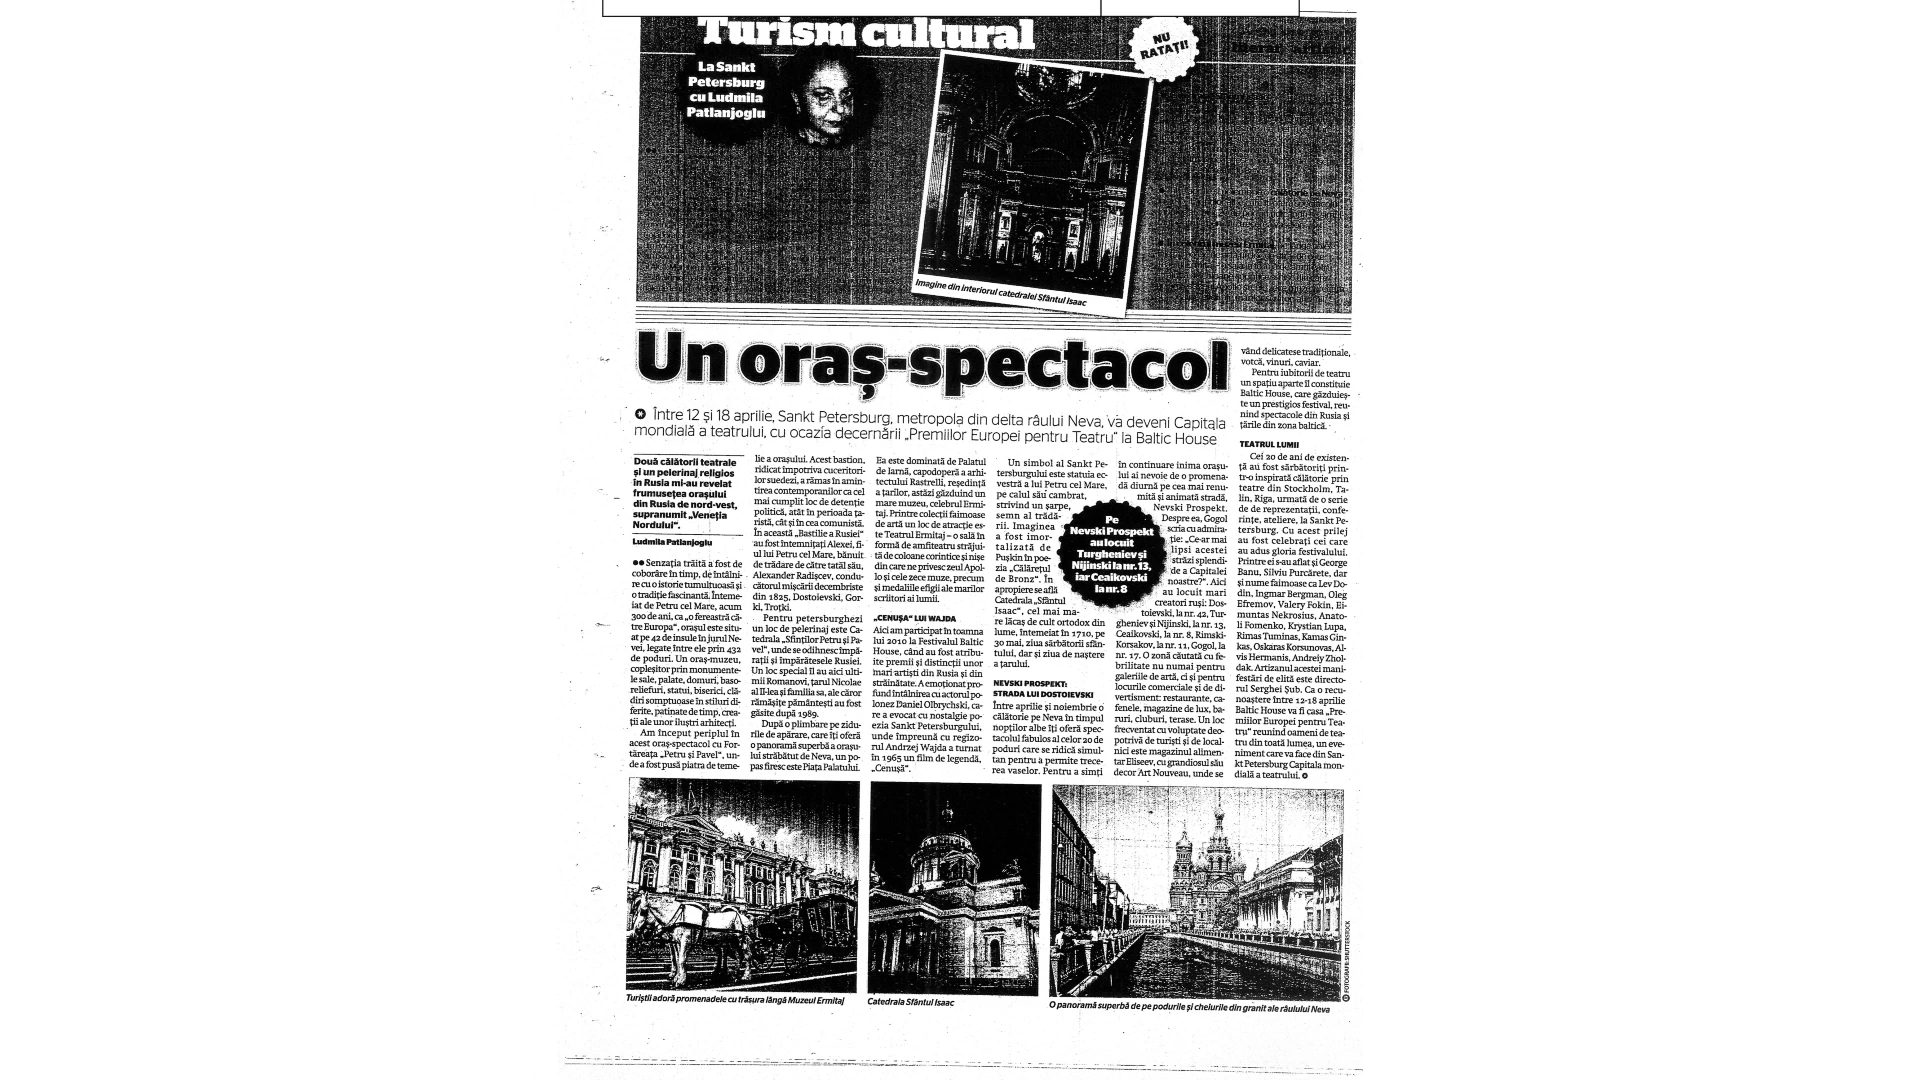 Turism cultural
NU
RATAȚI!
La Sankt
Petersburg
cu Ludmila
Patlanjoglu
Imagine din interiorul catedralei Sfântul Isaac
Un oraș-spectacol
Între 12 și 18 aprilie, Sankt Petersburg, metropola din delta râului Neva, va deveni Capitala
mondială a teatrului, cu ocazia decernării „Premiilor Europei pentru Teatru“ la Baltic House
Două călătorii teatrale
și un pelerinaj religios
în Rusia mi-au revelat
frumusețea orașului
din Rusia de nord-vest,
supranumit „Veneția
Nordului“.
Ludmila Patlanjoglu
Senzația trăită a fost de
coborâre în timp, de întâlni-
re cu o istorie tumultuoasă și
o tradiție fascinantă. Înteme-
iat de Petru cel Mare, acum
300 de ani, ca „o fereastră că-
tre Europa“, orașul este situ-
at pe 42 de insule în jurul Ne-
vei, legate între ele prin 432
de poduri. Un oraș-muzeu,
copleșitor prin monumente-
le sale, palate, domuri, baso-
reliefuri, statui, biserici, clă-
diri somptuoase în stiluri di-
ferite, patinate de timp, crea-
ții ale unor iluștri arhitecți.
Am început periplul în
acest oraș-spectacol cu For-
tăreața „Petru și Pavel“, un-
de a fost pusă piatra de teme-
lie a orașului. Acest bastion,
ridicat împotriva cuceritori-
lor suedezi, a rămas în amin-
tirea contemporanilor ca cel
mai cumplit loc de detenție
politică, atât în perioada ța-
ristă, cât și în cea comunistă.
În această „Bastilie a Rusiei“
au fost întemnițați Alexei, fi-
ul lui Petru cel Mare, bănuit
de trădare de către tatăl său,
Alexander Radișcev, condu-
cătorul mișcării decembriste
din 1825, Dostoievski, Gor-
ki, Troțki.
Pentru petersburghezi
un loc de pelerinaj este Ca-
tedrala „Sfinților Petru și Pa-
vel“, unde se odihnesc împă-
rații și împărătesele Rusiei.
Un loc special îl au aici ulti-
mii Romanovi, țarul Nicolae
al II-lea și familia sa, ale căror
rămășițe pământești au fost
găsite după 1989.
După o plimbare pe zidu-
rile de apărare, care îți oferă
o panoramă superbă a orașu-
lui străbătut de Neva, un po-
pas firesc este Piața Palatului.
Ea este dominată de Palatul
de Iarnă, capodoperă a arhi-
tectului Rastrelli, reședință
a țarilor, astăzi găzduind un
mare muzeu, celebrul Ermi-
taj. Printre colecții faimoase
de artă un loc de atracție es-
te Teatrul Ermitaj – o sală în
formă de amfiteatru străjui-
tă de coloane corintice și nișe
din care ne privesc zeul Apol-
lo și cele zece muze, precum
și medaliile efigii ale marilor
scriitori ai lumii.
„CENUȘA“ LUI WAJDA
Aici am participat în toamna
lui 2010 la Festivalul Baltic
House, când au fost atribu-
ite premii și distincții unor
mari artiști din Rusia și din
străinătate. A emoționat pro-
fund întâlnirea cu actorul po-
lonez Daniel Olbrychski, ca-
re a evocat cu nostalgie po-
ezia Sankt Petersburgului,
unde împreună cu regizo-
rul Andrzej Wajda a turnat
în 1965 un film de legendă,
„Cenușă“.
Un simbol al Sankt Pe-
tersburgului este statuia ec-
vestră a lui Petru cel Mare,
pe calul său cambrat,
strivind un șarpe,
semn al trădă-
rii. Imaginea
a fost imor-
talizată de
Pușkin în poe-
zia „Călărețul
de Bronz“. În
apropiere se află
Catedrala „Sfântul
Isaac“, cel mai ma-
re lăcaș de cult ortodox din
lume, întemeiat în 1710, pe
30 mai, ziua sărbătorii sfân-
tului, dar și ziua de naștere
a țarului.
NEVSKI PROSPEKT:
STRADA LUI DOSTOIEVSKI
Între aprilie și noiembrie o
călătorie pe Neva în timpul
nopților albe îți oferă spec-
tacolul fabulos al celor 20 de
poduri care se ridică simul-
tan pentru a permite trece-
rea vaselor. Pentru a simți
Pe
Nevski Prospekt
au locuit
Turgheniev și
Nijinski la nr. 13,
iar Ceaikovski
la nr. 8
în continuare inima orașu-
lui ai nevoie de o promena-
dă diurnă pe cea mai renu-
mită și animată stradă,
Nevski Prospekt.
Despre ea, Gogol
scria cu admira-
ție: „Ce-ar mai
lipsi acestei
străzi splendi-
de a Capitalei
noastre?“. Aici
au locuit mari
creatori ruși: Dos-
toievski, la nr. 42, Tur-
gheniev și Nijinski, la nr. 13,
Ceaikovski, la nr. 8, Rimski-
Korsakov, la nr. 11, Gogol, la
nr. 17. O zonă căutată cu fe-
brilitate nu numai pentru
galeriile de artă, ci și pentru
locurile comerciale și de di-
vertisment: restaurante, ca-
fenele, magazine de lux, ba-
ruri, cluburi, terase. Un loc
frecventat cu voluptate deo-
potrivă de turiști și de local-
nici este magazinul alimen-
tar Eliseev, cu grandiosul său
decor Art Nouveau, unde se
vând delicatese tradiționale,
votcă, vinuri, caviar.
Pentru iubitorii de teatru
un spațiu aparte îl constituie
Baltic House, care găzduieș-
te un prestigios festival, reu-
nind spectacole din Rusia și
țările din zona baltică.
TEATRUL LUMII
Cei 20 de ani de existen-
ță au fost sărbătoriți prin-
tr-o inspirată călătorie prin
teatre din Stockholm, Ta-
lin, Riga, urmată de o serie
de de reprezentații, confe-
rințe, ateliere, la Sankt Pe-
tersburg. Cu acest prilej
au fost celebrați cei care
au adus gloria festivalului.
Printre ei s-au aflat și George
Banu, Silviu Purcărete, dar
și nume faimoase ca Lev Do-
din, Ingmar Bergman, Oleg
Efremov, Valery Fokin, Ei-
muntas Nekrosius, Anato-
li Fomenko, Krystian Lupa,
Rimas Tuminas, Kamas Gin-
kas, Oskaras Korsunovas, Al-
vis Hermanis, Andreiy Zhol-
dak. Artizanul acestei mani-
festări de elită este directo-
rul Serghei Șub. Ca o recu-
noaștere între 12-18 aprilie
Baltic House va fi casa „Pre-
miilor Europei pentru Tea-
tru“ reunind oameni de tea-
tru din toată lumea, un eve-
niment care va face din San-
kt Petersburg Capitala mon-
dială a teatrului.
Turiștii adoră promenadele cu trăsura lângă Muzeul Ermitaj
Catedrala Sfântul Isaac
O panoramă superbă de pe podurile și cheiurile din granit ale râulului Neva
FOTOGRAFII: SHUTTERSTOCK